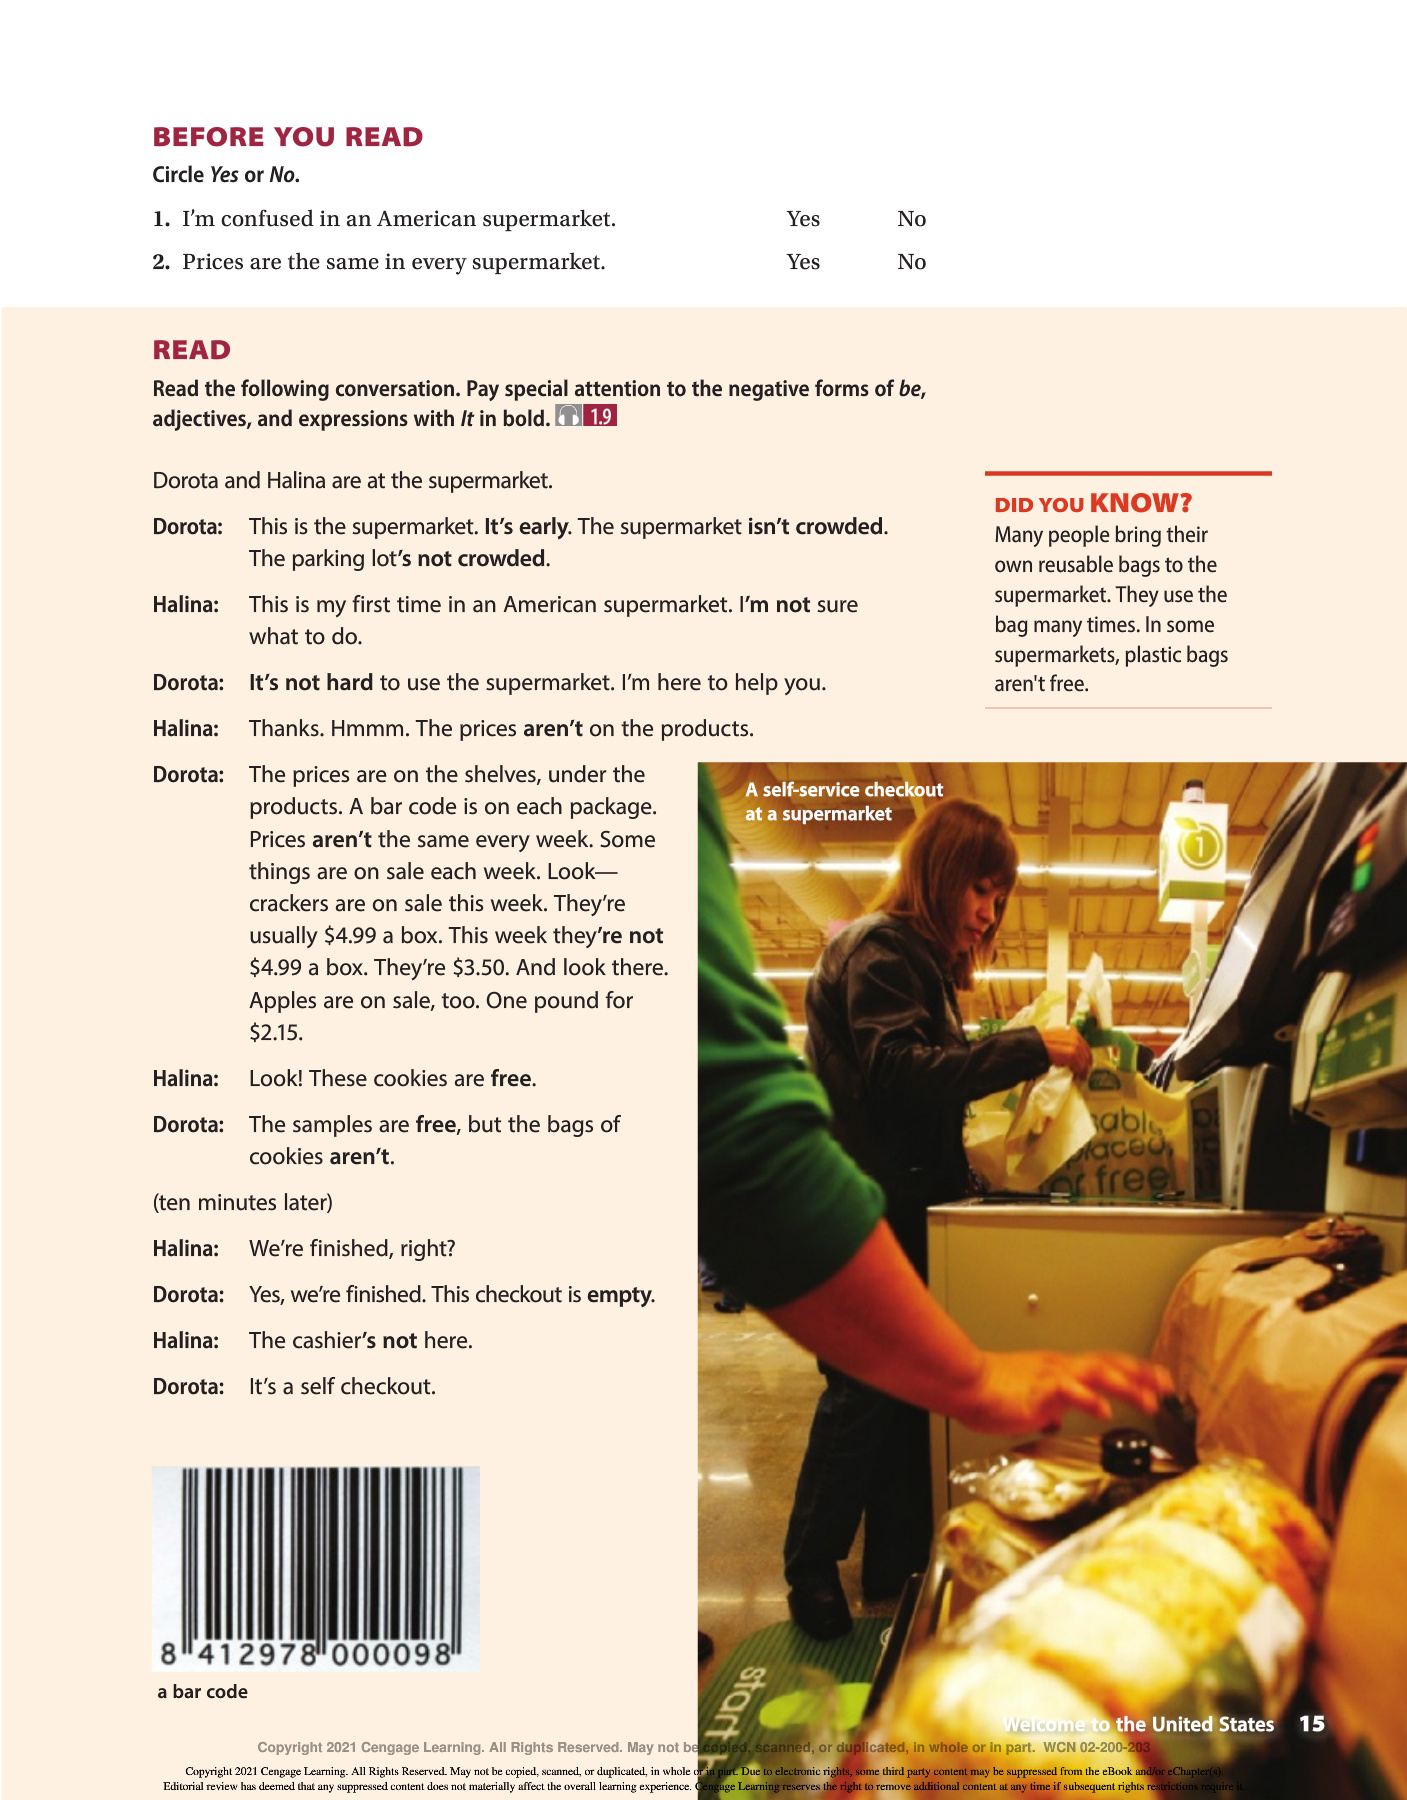 BEFORE YOU READ
Circle Yes or No.
1. I’m confused in an American supermarket. Yes No
2. Prices are the same in every supermarket. Yes No
READ
Read the following conversation. Pay special attention to the negative forms of be,
adjectives, and expressions with It in bold. 1.9
Dorota and Halina are at the supermarket.
Dorota: This is the supermarket. It’s early. The supermarket isn’t crowded.
The parking lot’s not crowded.
Halina: This is my first time in an American supermarket. I’m not sure
what to do.
Dorota: It’s not hard to use the supermarket. I’m here to help you.
Halina: Thanks. Hmmm. The prices aren’t on the products.
Dorota: The prices are on the shelves, under the
products. A bar code is on each package.
Prices aren’t the same every week. Some
things are on sale each week. Look—
crackers are on sale this week. They’re
usually $4.99 a box. This week they’re not
$4.99 a box. They’re $3.50. And look there.
Apples are on sale, too. One pound for
$2.15.
Halina: Look! These cookies are free.
Dorota: The samples are free, but the bags of
cookies aren’t.
(ten minutes later)
Halina: We’re finished, right?
Dorota: Yes, we’re finished. This checkout is empty.
Halina: The cashier’s not here.
Dorota: It’s a self checkout.
DID YOU KNOW?
Many people bring their
own reusable bags to the
supermarket. They use the
bag many times. In some
supermarkets, plastic bags
aren't free.
A self-service checkout
at a supermarket
1
or free
start
8 412978 000098
a bar code
Welcome to the United States 15
Copyright 2021 Cengage Learning. All Rights Reserved. May not be copied, scanned, or duplicated, in whole or in part. WCN 02-200-203
Copyright 2021 Cengage Learning. All Rights Reserved. May not be copied, scanned, or duplicated, in whole or in part. Due to electronic rights, some third party content may be suppressed from the eBook and/or eChapter(s).
Editorial review has deemed that any suppressed content does not materially affect the overall learning experience. Cengage Learning reserves the right to remove additional content at any time if subsequent rights restrictions require it.